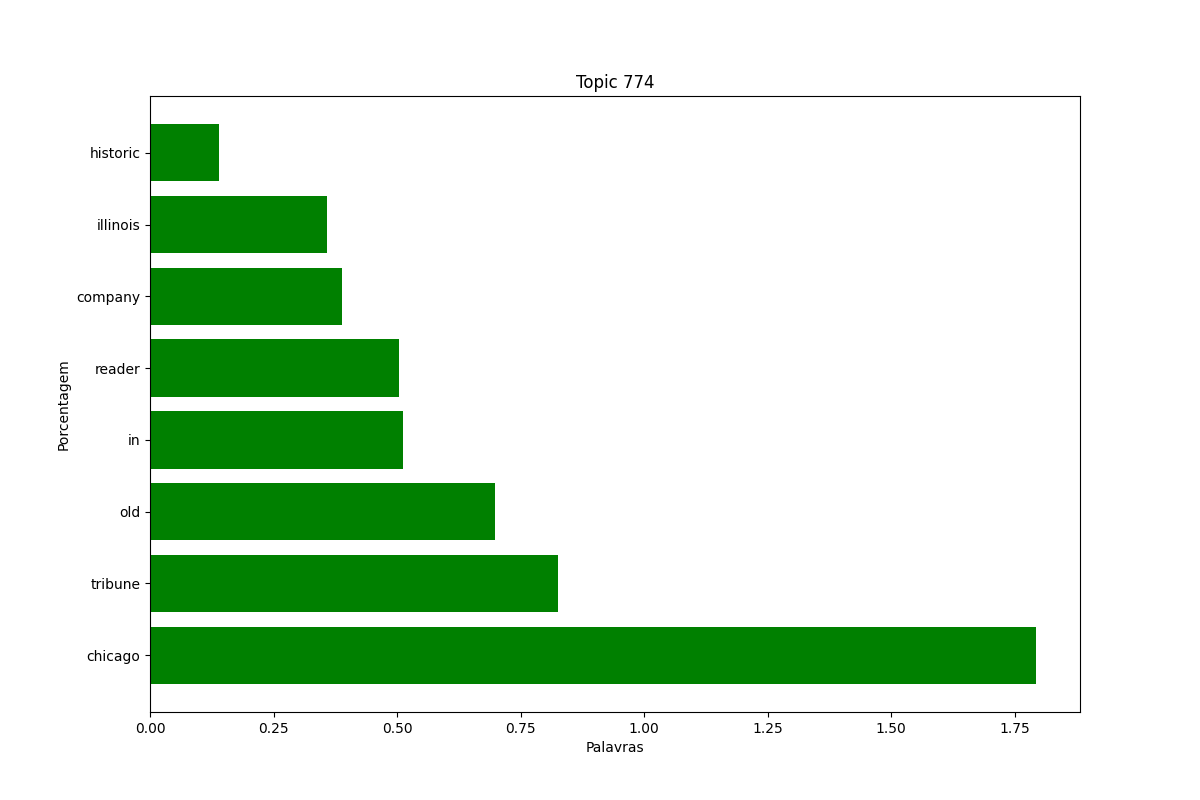 Topic 774
historic
illinois
company
reader
in
old
tribune
chicago
Porcentagem
0.00 0.25 0.50 0.75 1.00 1.25 1.50 1.75
Palavras